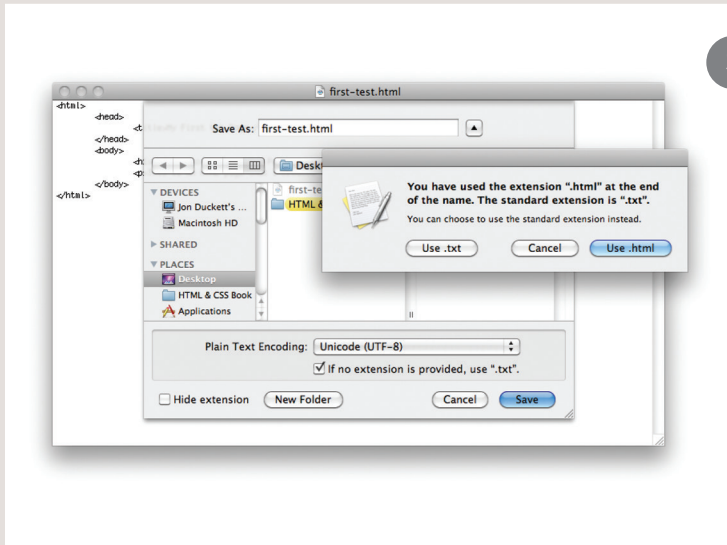 first-test.html
<html>
<head>
</head>
<body>
</body>
</html>
Save As: first-test.html
DEVICES
Jon Duckett's ...
Macintosh HD
SHARED
PLACES
Desktop
HTML & CSS Book
Applications
HTML &
You have used the extension ".html" at the end
of the name. The standard extension is ".txt".
You can choose to use the standard extension instead.
Use .txt Cancel Use .html
Plain Text Encoding: Unicode (UTF-8)
If no extension is provided, use ".txt".
Hide extension New Folder Cancel Save